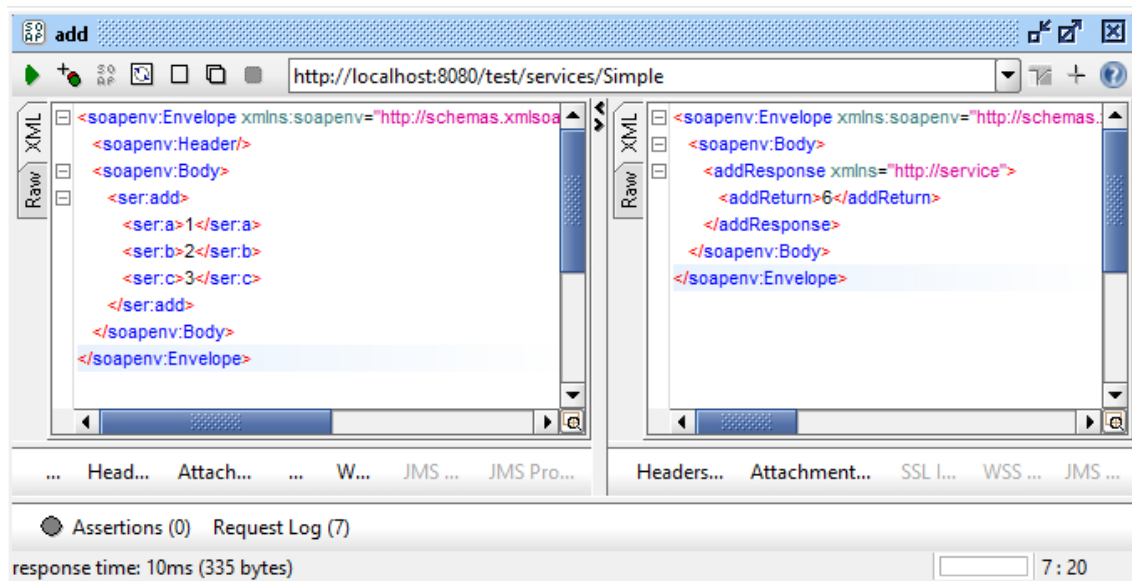 SO
AP
add
SO
AP
http://localhost:8080/test/services/Simple
XML
Raw
<soapenv:Envelope xmlns:soapenv="http://schemas.xmlsoa
<soapenv:Header/>
<soapenv:Body>
<ser:add>
<ser:a>1</ser:a>
<ser:b>2</ser:b>
<ser:c>3</ser:c>
</ser:add>
</soapenv:Body>
</soapenv:Envelope>
XML
Raw
<soapenv:Envelope xmlns:soapenv="http://schemas.
<soapenv:Body>
<addResponse xmlns="http://service">
<addReturn>6</addReturn>
</addResponse>
</soapenv:Body>
</soapenv:Envelope>
... Head... Attach... ... W... JMS ... JMS Pro...
Headers... Attachment... SSL I... WSS ... JMS ...
Assertions (0) Request Log (7)
response time: 10ms (335 bytes) 7 : 20